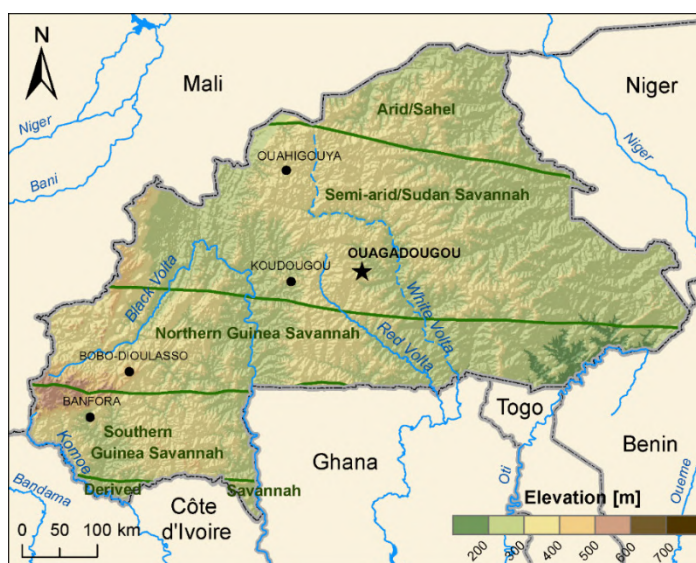 N
Mali
Niger
Arid/Sahel
Niger
Bani
Niger
OUAHIGOUYA
Semi-arid/Sudan Savannah
OUAGADOUGOU
KOUDOUGOU
Black Volta
White Volta
Red Volta
Northern Guinea Savannah
BOBO-DIOULASSO
BANFORA
Southern
Guinea Savannah
Komoe
Togo
Benin
Ghana
Oti
Oueme
Bandama
Derived
Savannah
Côte
d'Ivoire
0 50 100 km
Elevation [m]
200 300 400 500 600 700